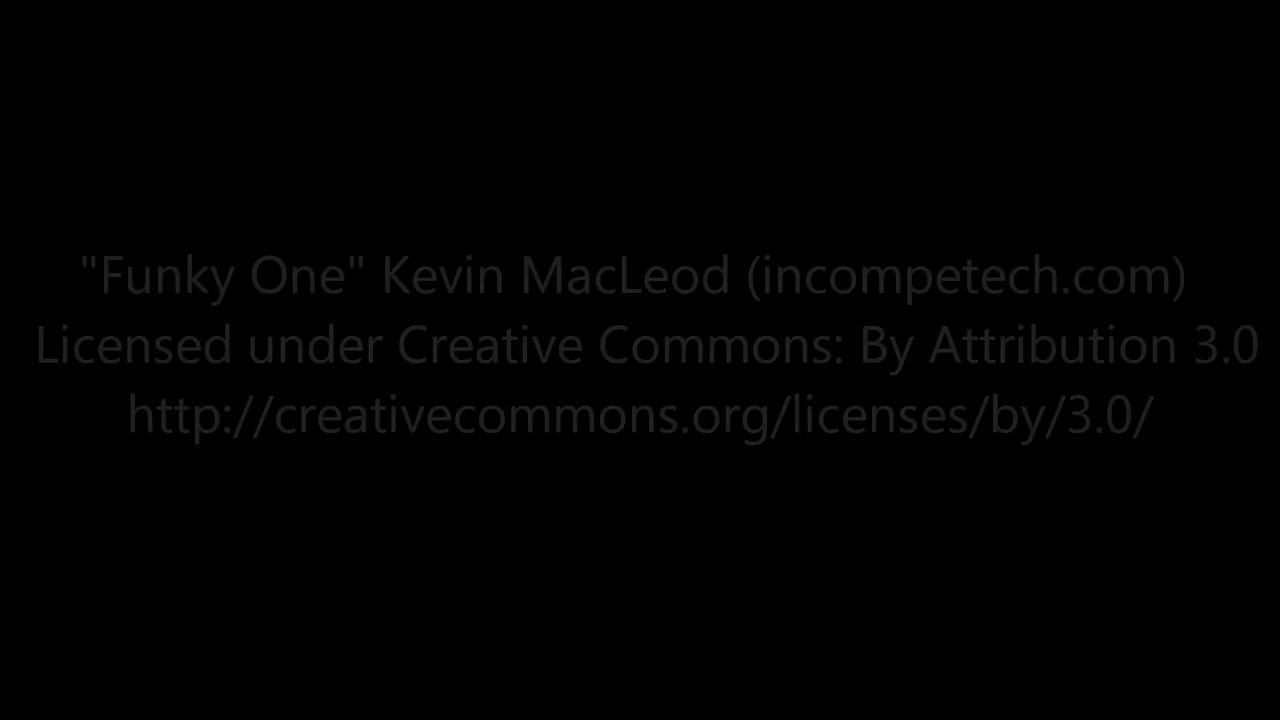 "Funky One" Kevin MacLeod (incompetech.com)
Licensed under Creative Commons: By Attribution 3.0
http://creativecommons.org/licenses/by/3.0/